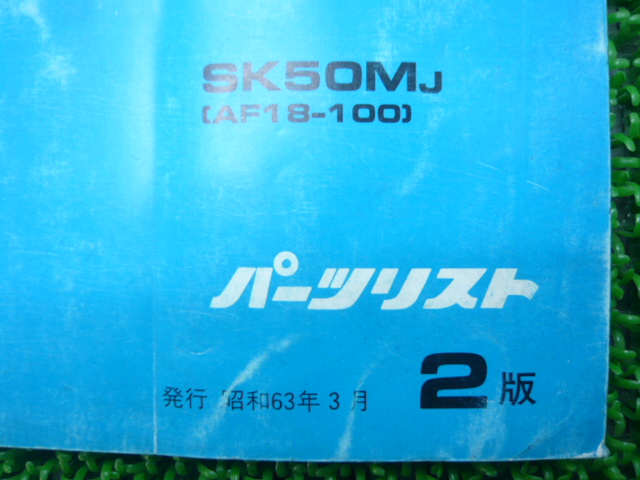 SK50MJ
(AF18-100)
パーツリスト
発行 昭和63年3月 2版